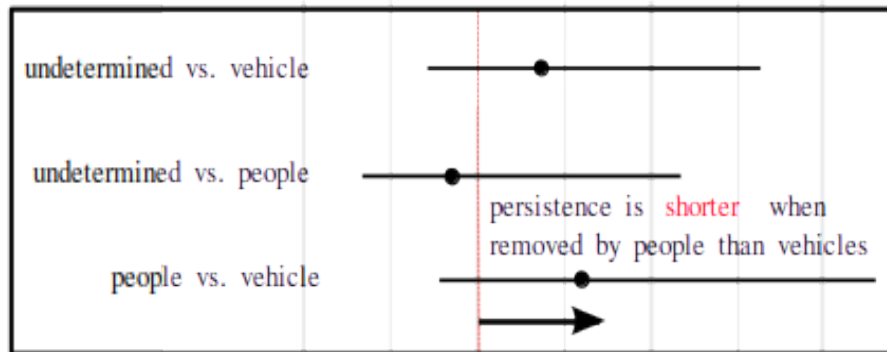 undetermined vs. vehicle
undetermined vs. people
persistence is shorter when
removed by people than vehicles
people vs. vehicle